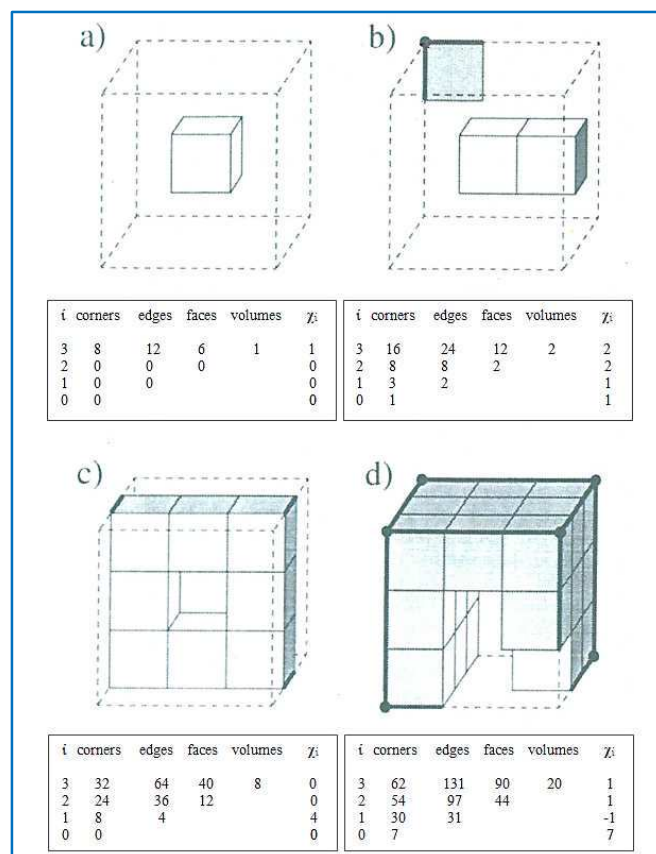 a) b)
i corners edges faces volumes χi
3 8 12 6 1 1
2 0 0 0 0
1 0 0 0
0 0 0
i corners edges faces volumes χi
3 16 24 12 2 2
2 8 8 2 2
1 3 2 1
0 1 1
c) d)
i corners edges faces volumes χi
3 32 64 40 8 0
2 24 36 12 0
1 8 4 4
0 0 0
i corners edges faces volumes χi
3 62 131 90 20 1
2 54 97 44 1
1 30 31 -1
0 7 7